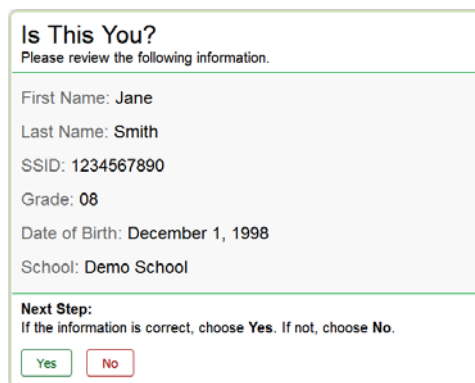 Is This You?
Please review the following information.
First Name: Jane
Last Name: Smith
SSID: 1234567890
Grade: 08
Date of Birth: December 1, 1998
School: Demo School
Next Step:
If the information is correct, choose Yes. If not, choose No.
Yes No